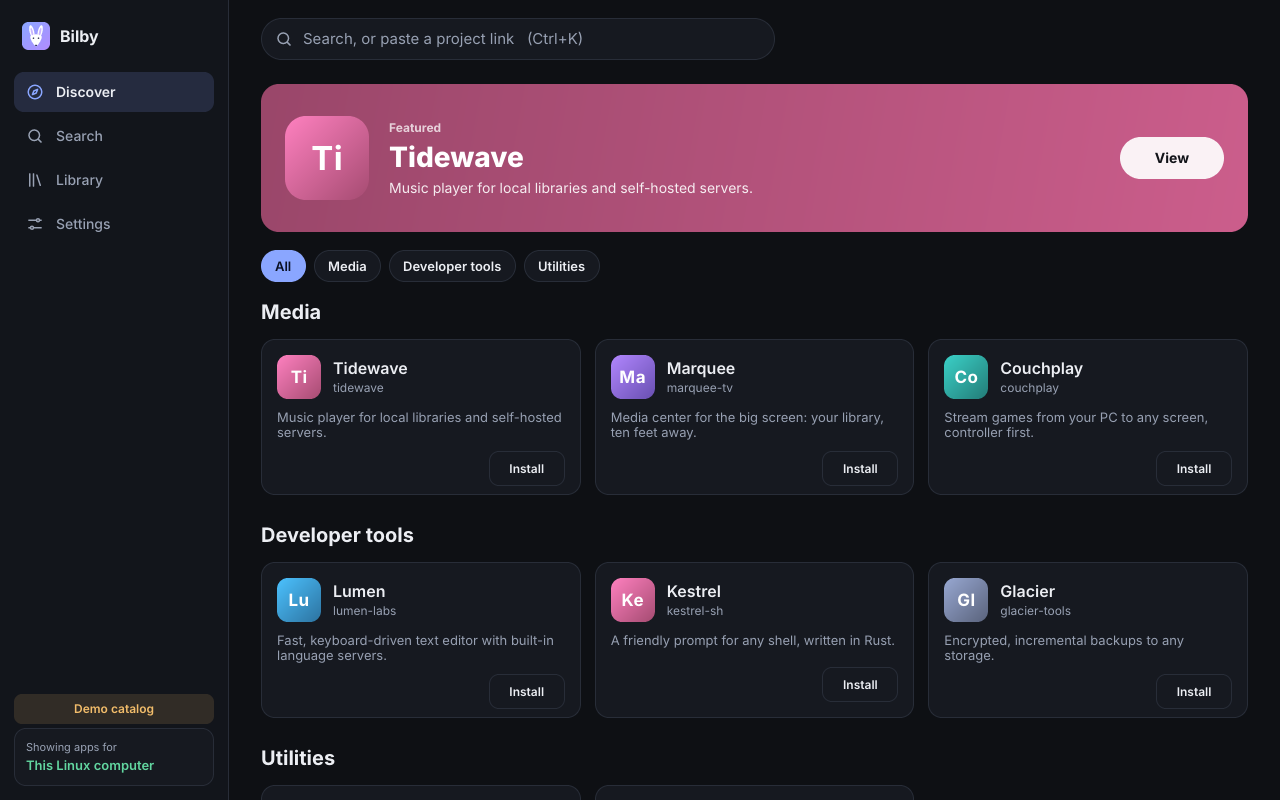 Bilby
Discover
Search
Library
Settings
Demo catalog
Showing apps for
This Linux computer
Search, or paste a project link (Ctrl+K)
Ti
Featured
Tidewave
Music player for local libraries and self-hosted servers.
View
All
Media
Developer tools
Utilities
Media
Ti
Tidewave
tidewave
Music player for local libraries and self-hosted
servers.
Install
Ma
Marquee
marquee-tv
Media center for the big screen: your library,
ten feet away.
Install
Co
Couchplay
couchplay
Stream games from your PC to any screen,
controller first.
Install
Developer tools
Lu
Lumen
lumen-labs
Fast, keyboard-driven text editor with built-in
language servers.
Install
Ke
Kestrel
kestrel-sh
A friendly prompt for any shell, written in Rust.
Install
Gl
Glacier
glacier-tools
Encrypted, incremental backups to any
storage.
Install
Utilities